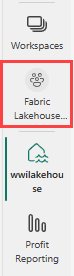 Workspaces
Fabric
Lakehouse...
wwilakehou
se
Profit
Reporting